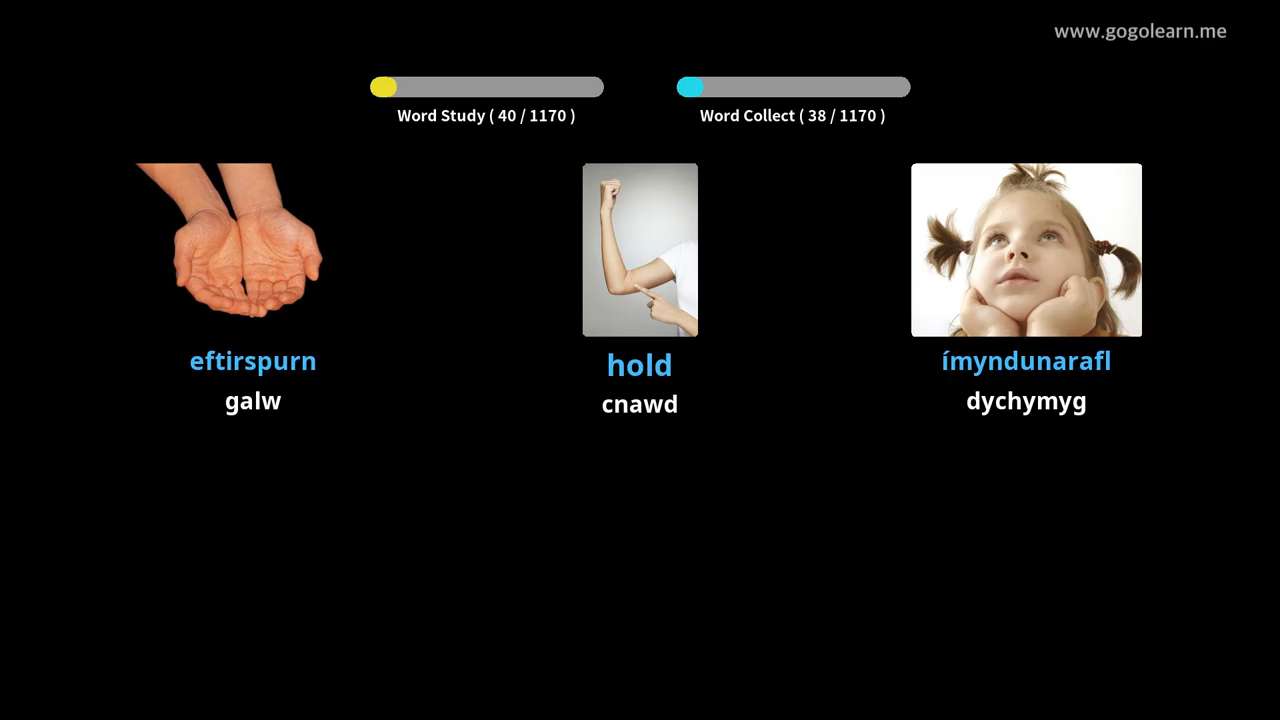 www.gogolearn.me
Word Study ( 40 / 1170 )
Word Collect ( 38 / 1170 )
eftirspurn
hold
ímyndunarafl
galw
cnawd
dychymyg